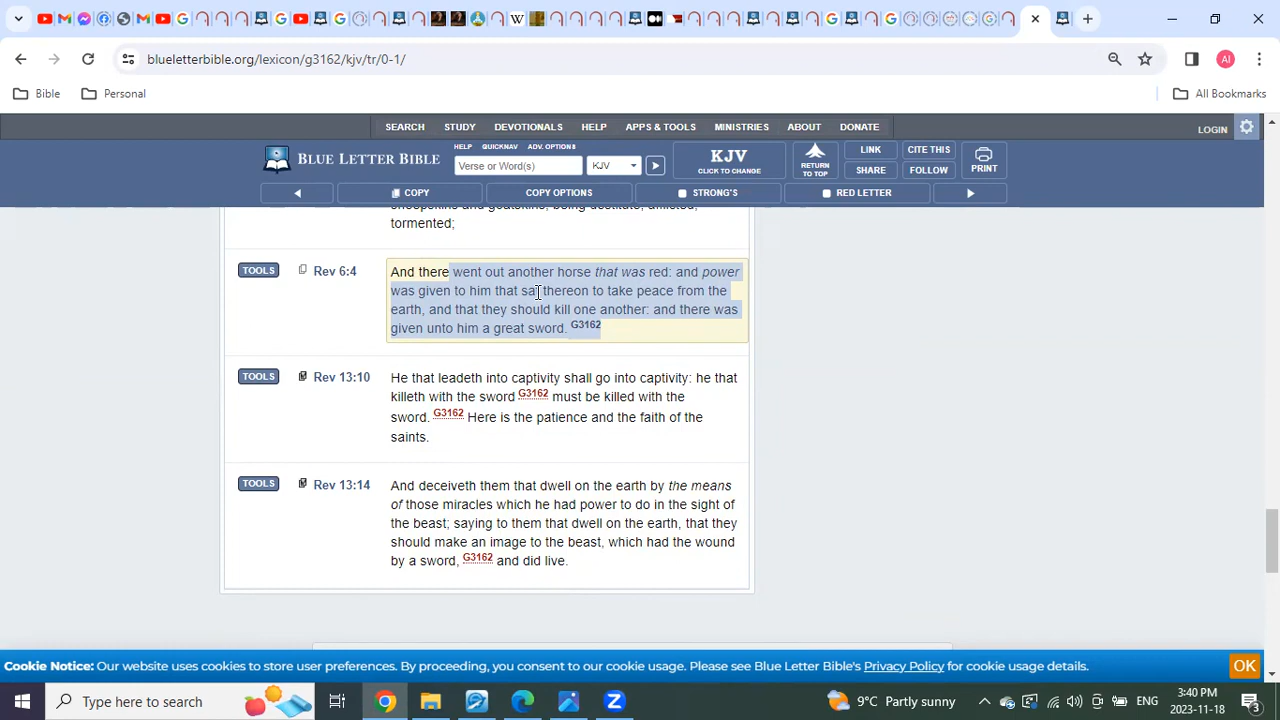 W
AI
blueletterbible.org/lexicon/g3162/kjv/tr/0-1/
Bible
Personal
All Bookmarks
SEARCH STUDY DEVOTIONALS HELP APPS & TOOLS MINISTRIES ABOUT DONATE
LOGIN
BLUE LETTER BIBLE
HELP QUICKNAV ADV. OPTIONS
Verse or Word(s)
KJV
KJV
CLICK TO CHANGE
RETURN
TO TOP
LINK
CITE THIS
SHARE
FOLLOW
PRINT
COPY
COPY OPTIONS
STRONG'S
RED LETTER
tormented;
TOOLS
Rev 6:4
And there went out another horse that was red: and power
was given to him that sat thereon to take peace from the
earth, and that they should kill one another: and there was
given unto him a great sword. G3162
TOOLS
Rev 13:10
He that leadeth into captivity shall go into captivity: he that
killeth with the sword G3162 must be killed with the
sword. G3162 Here is the patience and the faith of the
saints.
TOOLS
Rev 13:14
And deceiveth them that dwell on the earth by the means
of those miracles which he had power to do in the sight of
the beast; saying to them that dwell on the earth, that they
should make an image to the beast, which had the wound
by a sword, G3162 and did live.
Cookie Notice: Our website uses cookies to store user preferences. By proceeding, you consent to our cookie usage. Please see Blue Letter Bible's Privacy Policy for cookie usage details.
OK
Type here to search
9°C Partly sunny
ENG
3:40 PM
2023-11-18
3